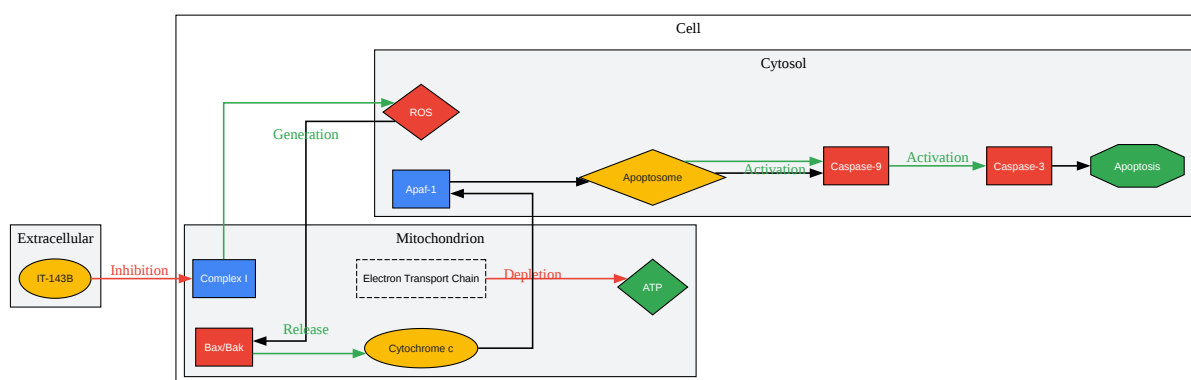 Cell
Cytosol
ROS
Generation
Apaf-1
Apoptosome
Activation
Caspase-9
Activation
Caspase-3
Apoptosis
Extracellular
IT-143B
Inhibition
Mitochondrion
Complex I
Electron Transport Chain
Depletion
ATP
Bax/Bak
Release
Cytochrome c